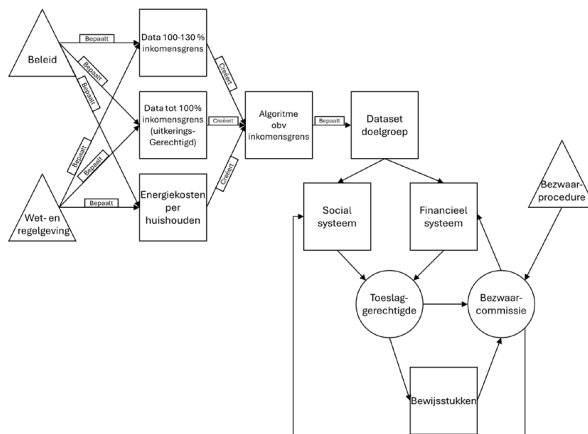 Beleid
Bepaalt
Data 100-130 %
inkomensgrens
Bepaalt
Bepaalt
Creëert
Data tot 100%
inkomensgrens
(uitkerings-
Gerechtigd)
Creëert
Algoritme
obv
inkomensgrens
Bepaalt
Dataset
doelgroep
Bepaalt
Bepaalt
Creëert
Wet- en
regelgeving
Bepaalt
Energiekosten
per
huishouden
Social
systeem
Financieel
systeem
Bezwaar-
procedure
Toeslag-
gerechtigde
Bezwaar-
commissie
Bewijsstukken